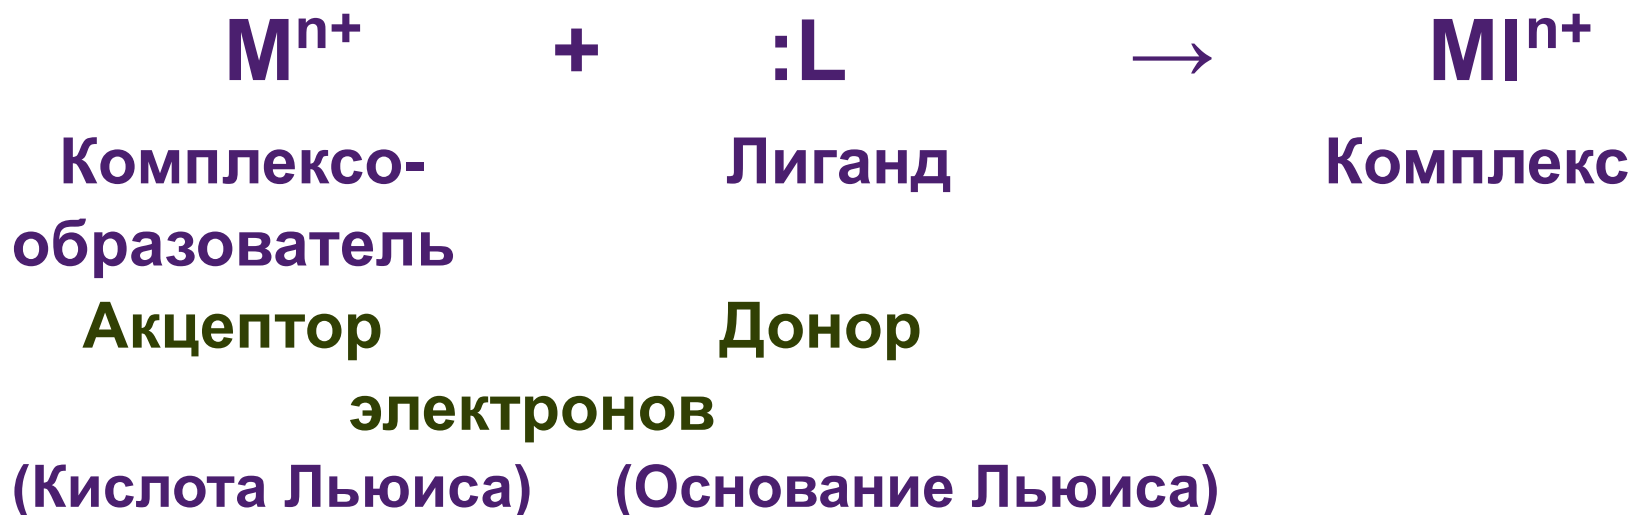 Mⁿ⁺ + :L → Mlⁿ⁺
Комплексо- Лиганд Комплекс
образователь
Акцептор Донор
электронов
(Кислота Льюиса) (Основание Льюиса)